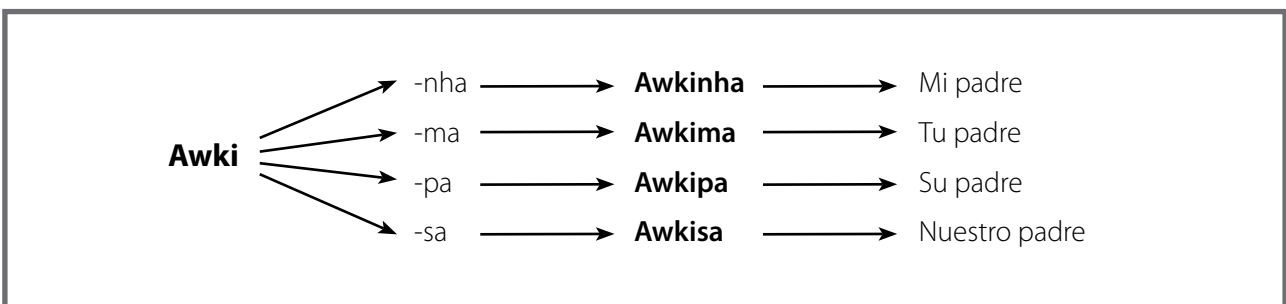 -nha Awkinha Mi padre
-ma Awkima Tu padre
Awki
-pa Awkipa Su padre
-sa Awkisa Nuestro padre